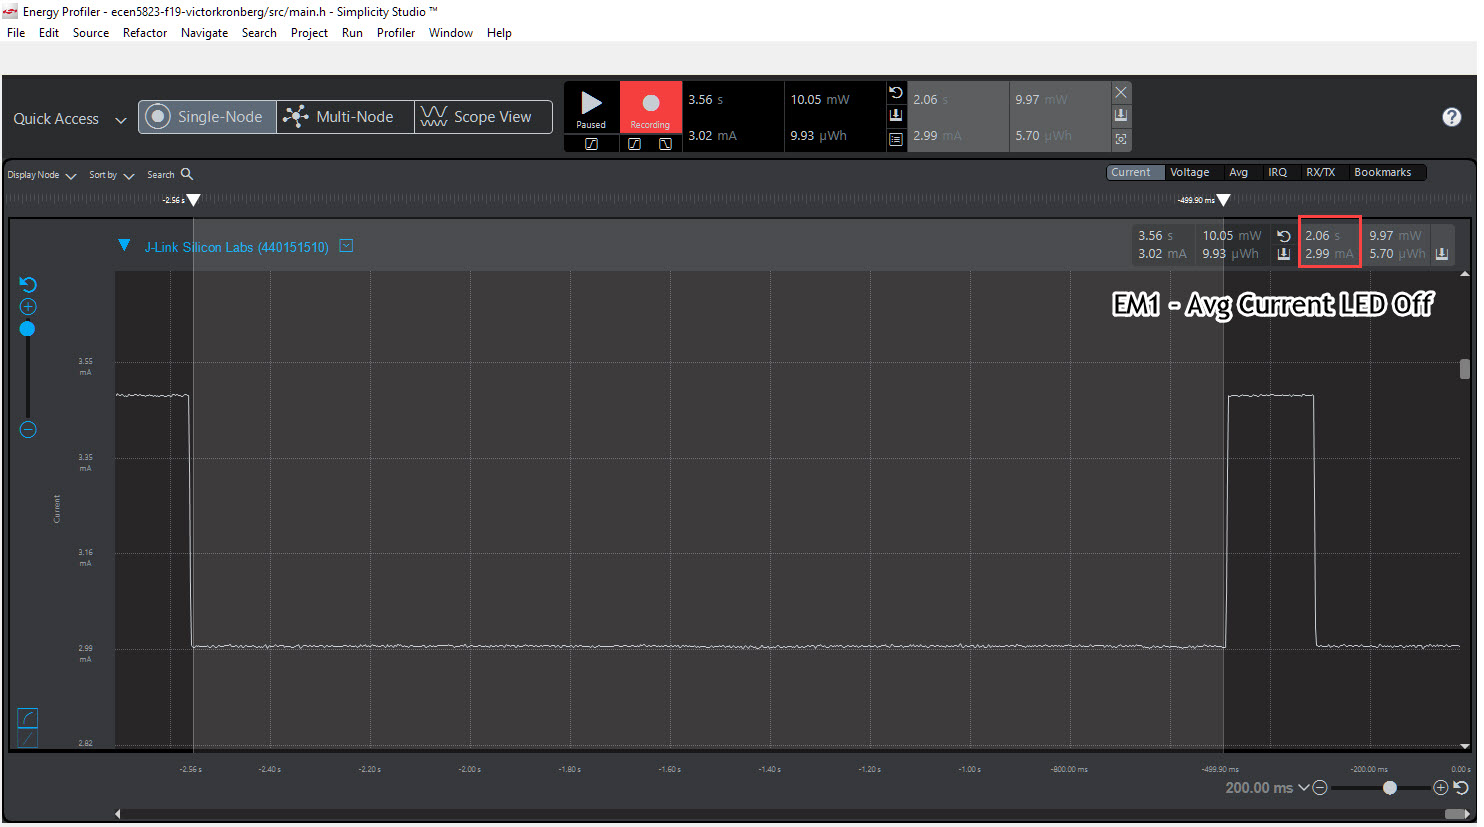 Energy Profiler - ecen5823-f19-victorkronberg/src/main.h - Simplicity Studio ™
File Edit Source Refactor Navigate Search Project Run Profiler Window Help
Quick Access Single-Node Multi-Node Scope View
Paused Recording
3.56 s 10.05 mW 2.06 s 9.97 mW
3.02 mA 9.93 µWh 2.99 mA 5.70 µWh
?
Display Node Sort by Search
Current Voltage Avg IRQ RX/TX Bookmarks
-2.56 s -499.90 ms
J-Link Silicon Labs (440151510)
3.56 s 10.05 mW 2.06 s 9.97 mW
3.02 mA 9.93 µWh 2.99 mA 5.70 µWh
EM1 - Avg Current LED Off
3.55
mA
3.35
mA
Current
3.16
mA
2.99
mA
2.82
-2.56 s -2.40 s -2.20 s -2.00 s -1.80 s -1.60 s -1.40 s -1.20 s -1.00 s -800.00 ms -499.90 ms -200.00 ms 0.00 s
200.00 ms